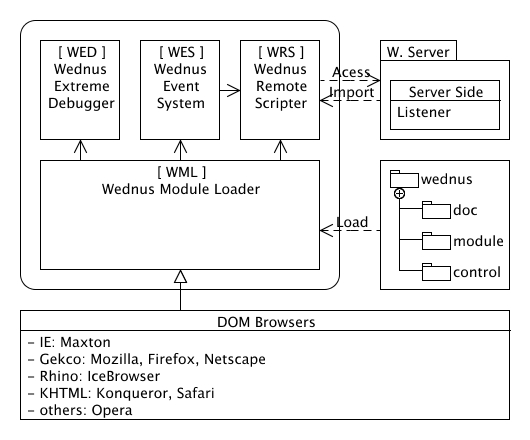 [ WED ]
Wednus
Extreme
Debugger
[ WES ]
Wednus
Event
System
[ WRS ]
Wednus
Remote
Scripter
Acess
Import
W. Server
Server Side
Listener
[ WML ]
Wednus Module Loader
Load
wednus
doc
module
control
DOM Browsers
- IE: Maxton
- Gekco: Mozilla, Firefox, Netscape
- Rhino: IceBrowser
- KHTML: Konqueror, Safari
- others: Opera